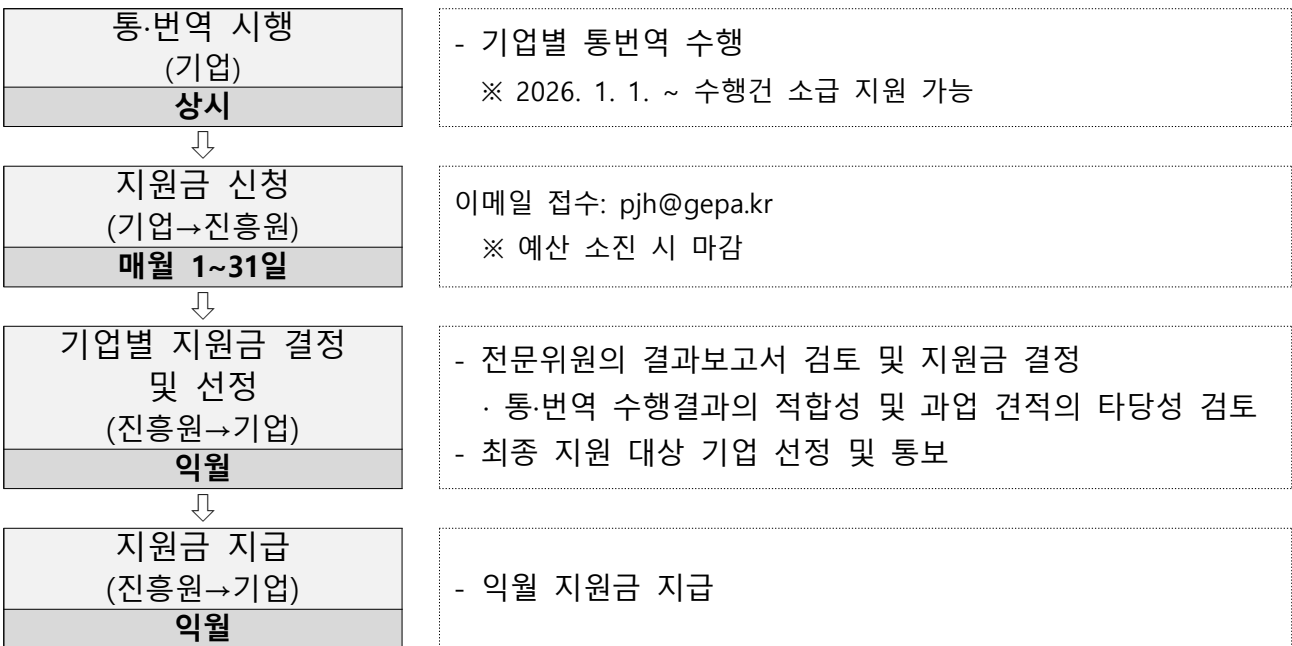 통·번역 시행
(기업)
상시
- 기업별 통번역 수행
※ 2026. 1. 1. ~ 수행건 소급 지원 가능
⇩
지원금 신청
(기업→진흥원)
매월 1~31일
이메일 접수: pjh@gepa.kr
※ 예산 소진 시 마감
⇩
기업별 지원금 결정
및 선정
(진흥원→기업)
익월
- 전문위원의 결과보고서 검토 및 지원금 결정
· 통·번역 수행결과의 적합성 및 과업 견적의 타당성 검토
- 최종 지원 대상 기업 선정 및 통보
⇩
지원금 지급
(진흥원→기업)
익월
- 익월 지원금 지급